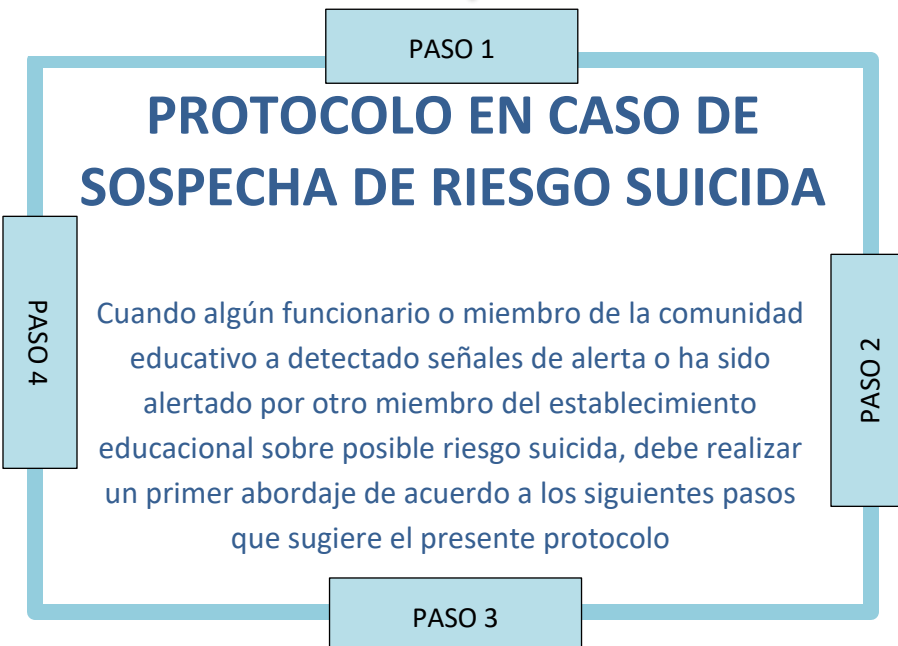 PASO 1
PROTOCOLO EN CASO DE
SOSPECHA DE RIESGO SUICIDA
Cuando algún funcionario o miembro de la comunidad
educativo a detectado señales de alerta o ha sido
alertado por otro miembro del establecimiento
educacional sobre posible riesgo suicida, debe realizar
un primer abordaje de acuerdo a los siguientes pasos
que sugiere el presente protocolo
PASO 2
PASO 3
PASO 4